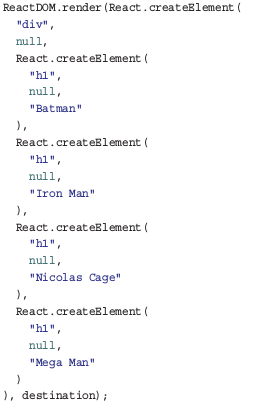 ReactDOM.render(React.createElement(
  "div",
  null,
  React.createElement(
    "h1",
    null,
    "Batman"
  ),
  React.createElement(
    "h1",
    null,
    "Iron Man"
  ),
  React.createElement(
    "h1",
    null,
    "Nicolas Cage"
  ),
  React.createElement(
    "h1",
    null,
    "Mega Man"
  )
), destination);